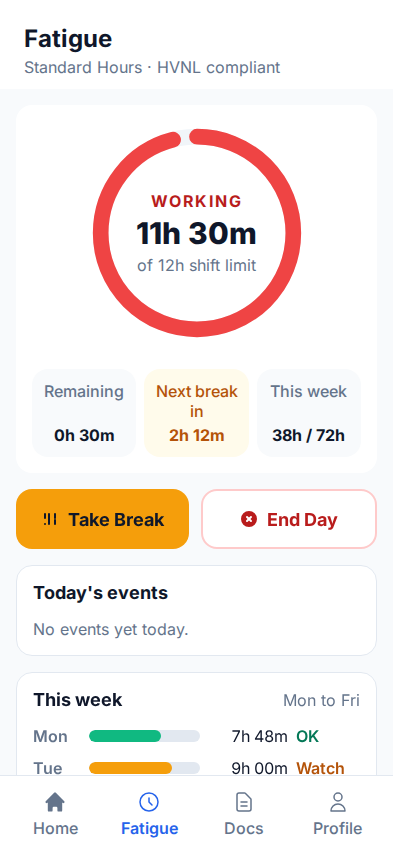 Fatigue
Standard Hours · HVNL compliant
WORKING
11h 30m
of 12h shift limit
Remaining
0h 30m
Next break
in
2h 12m
This week
38h / 72h
Take Break
End Day
Today's events
No events yet today.
This week
Mon to Fri
Mon 7h 48m OK
Tue 9h 00m Watch
Home
Fatigue
Docs
Profile